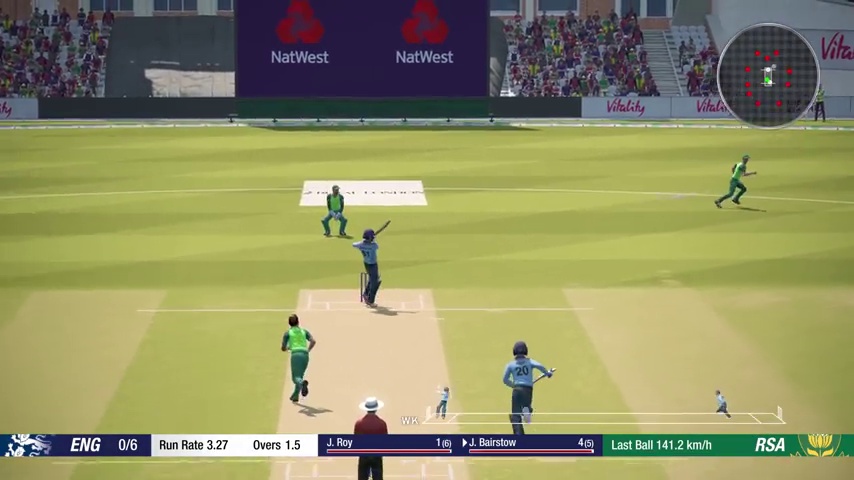 NatWest NatWest
Vitality Vitality
WK
ENG 0/6 Run Rate 3.27 Overs 1.5 J. Roy 1(6) J. Bairstow 4(5) Last Ball 141.2 km/h RSA
20